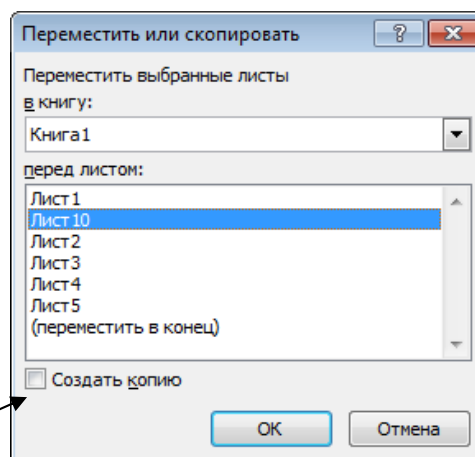 Переместить или скопировать
Переместить выбранные листы
в книгу:
Книга1
перед листом:
Лист1
Лист10
Лист2
Лист3
Лист4
Лист5
(переместить в конец)
Создать копию
ОК Отмена